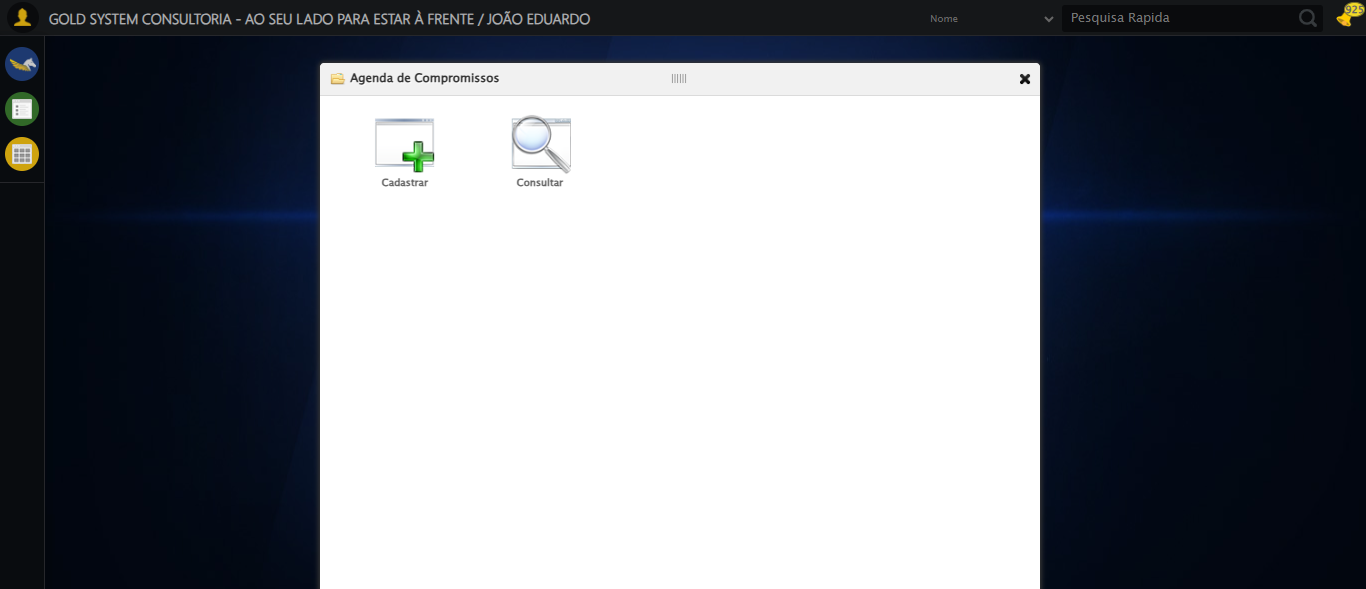 GOLD SYSTEM CONSULTORIA - AO SEU LADO PARA ESTAR À FRENTE / JOÃO EDUARDO
Nome
Pesquisa Rapida
925
Agenda de Compromissos
Cadastrar
Consultar